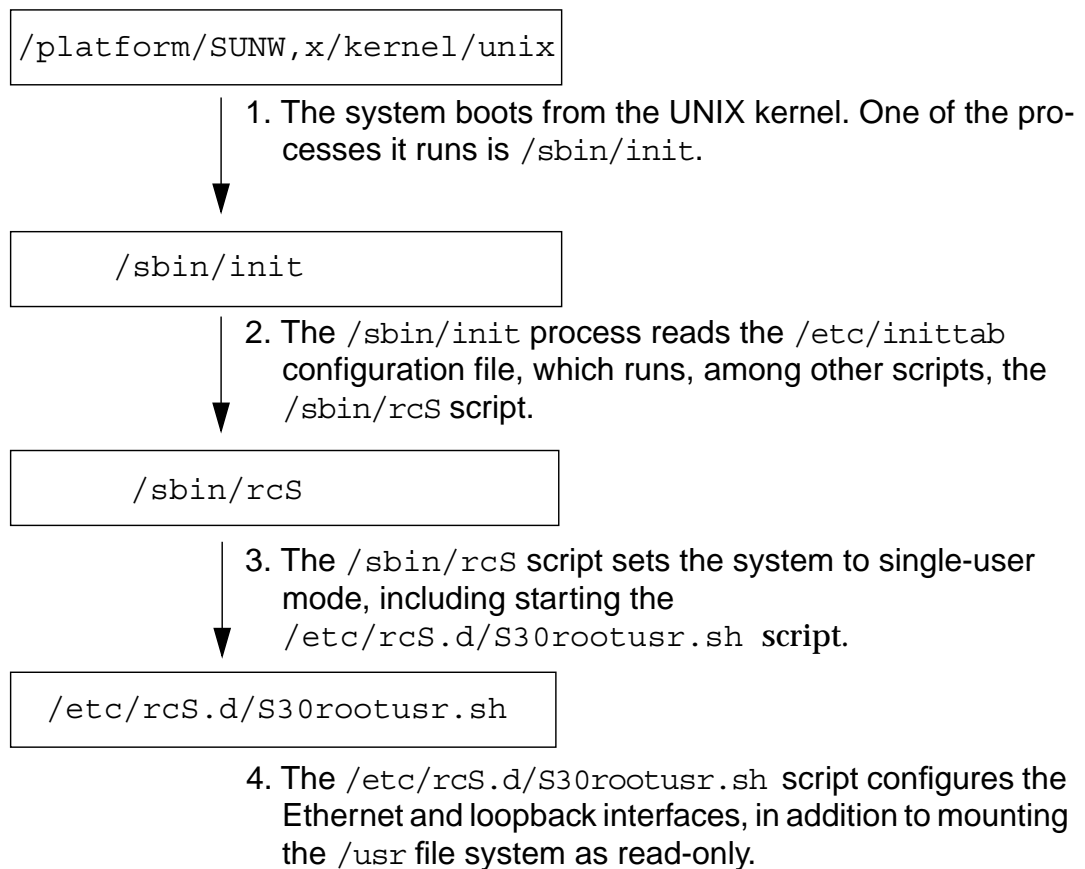 /platform/SUNW,x/kernel/unix
1. The system boots from the UNIX kernel. One of the pro-
cesses it runs is /sbin/init.
/sbin/init
2. The /sbin/init process reads the /etc/inittab
configuration file, which runs, among other scripts, the
/sbin/rcS script.
/sbin/rcS
3. The /sbin/rcS script sets the system to single-user
mode, including starting the
/etc/rcS.d/S30rootusr.sh script.
/etc/rcS.d/S30rootusr.sh
4. The /etc/rcS.d/S30rootusr.sh script configures the
Ethernet and loopback interfaces, in addition to mounting
the /usr file system as read-only.